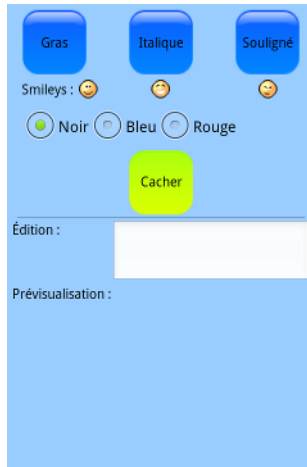 Gras Italique Souligné
Smileys :
Noir Bleu Rouge
Cacher
Édition :
Prévisualisation :